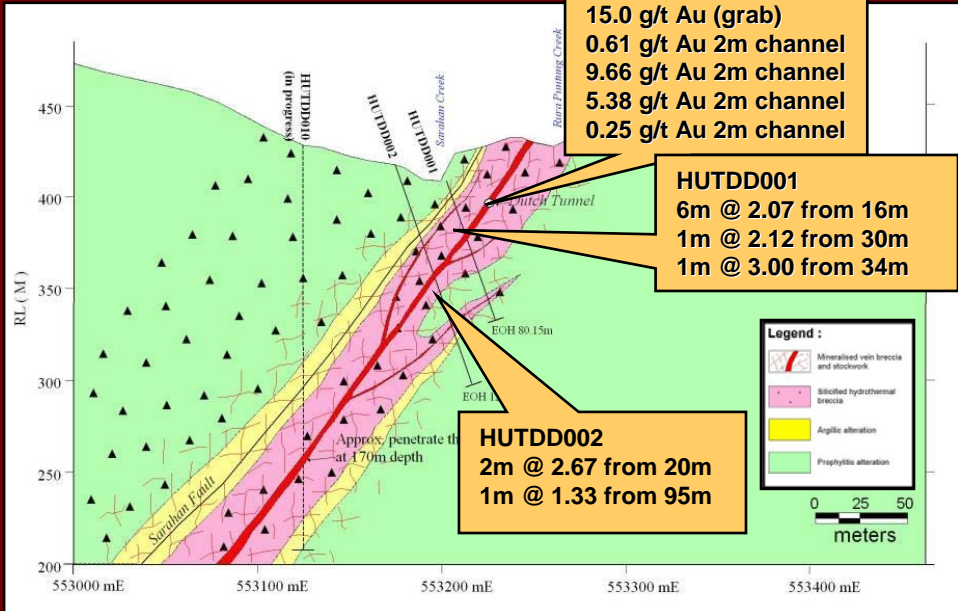 15.0 g/t Au (grab)
0.61 g/t Au 2m channel
9.66 g/t Au 2m channel
5.38 g/t Au 2m channel
0.25 g/t Au 2m channel
HUTDD010
(in progress)
HUTDD002
HUTDD001
Sarahan Creek
Rura Puntung Creek
450
400
350
300
250
200
RL ( M )
Dutch Tunnel
HUTDD001
6m @ 2.07 from 16m
1m @ 2.12 from 30m
1m @ 3.00 from 34m
EOH 80.15m
EOH 1
Legend :
Mineralised vein breccia
and stockwork
Silicified hydrothermal
breccia
Argillic alteration
Prophylitic alteration
HUTDD002
2m @ 2.67 from 20m
1m @ 1.33 from 95m
Approx. penetrate th
at 170m depth
Sarahan Fault
0 25 50
meters
553000 mE
553100 mE
553200 mE
553300 mE
553400 mE